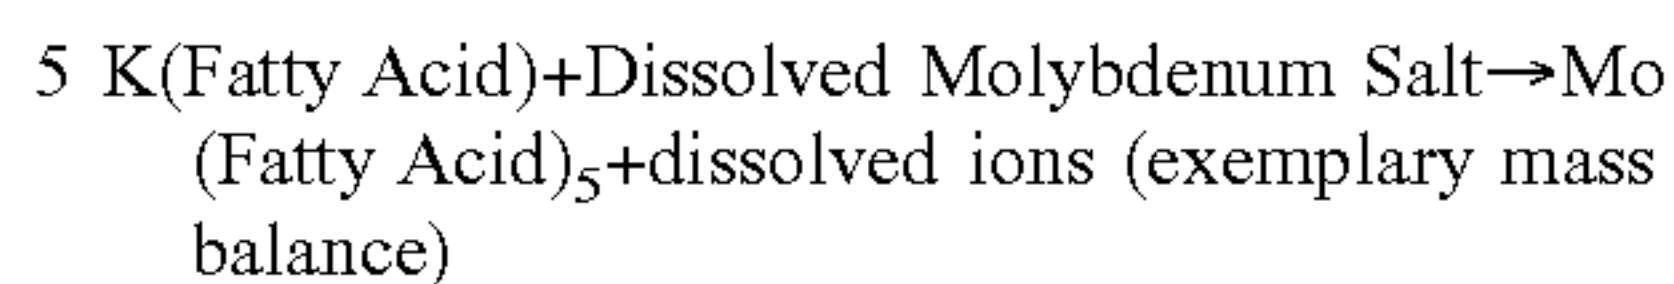 5 K(Fatty Acid)+Dissolved Molybdenum Salt→Mo
(Fatty Acid)₅+dissolved ions (exemplary mass
balance)